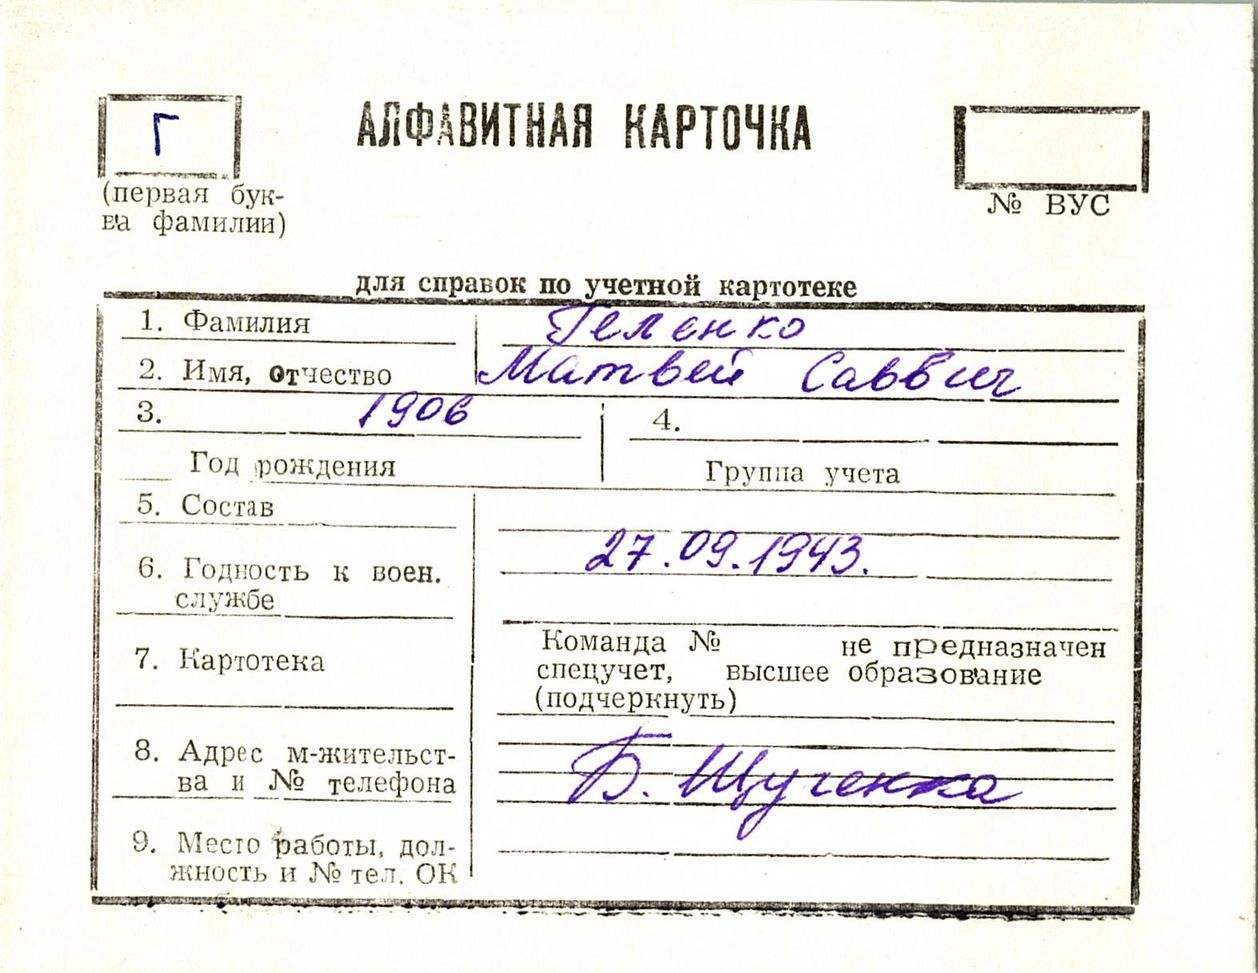 Г
АЛФАВИТНАЯ КАРТОЧКА
(первая бук-
ва фамилии)
№ ВУС
для справок по учетной картотеке
1. Фамилия Геленко
2. Имя, отчество Матвей Саввич
3. 1906 4.
Год рождения Группа учета
5. Состав
27.09.1943.
6. Годность к воен.
службе
Команда № не предназначен
7. Картотека спецучет, высшее образование
(подчеркнуть)
8. Адрес м-жительст-
ва и № телефона Б. Щученка
9. Место работы, дол-
жность и № тел. ОК